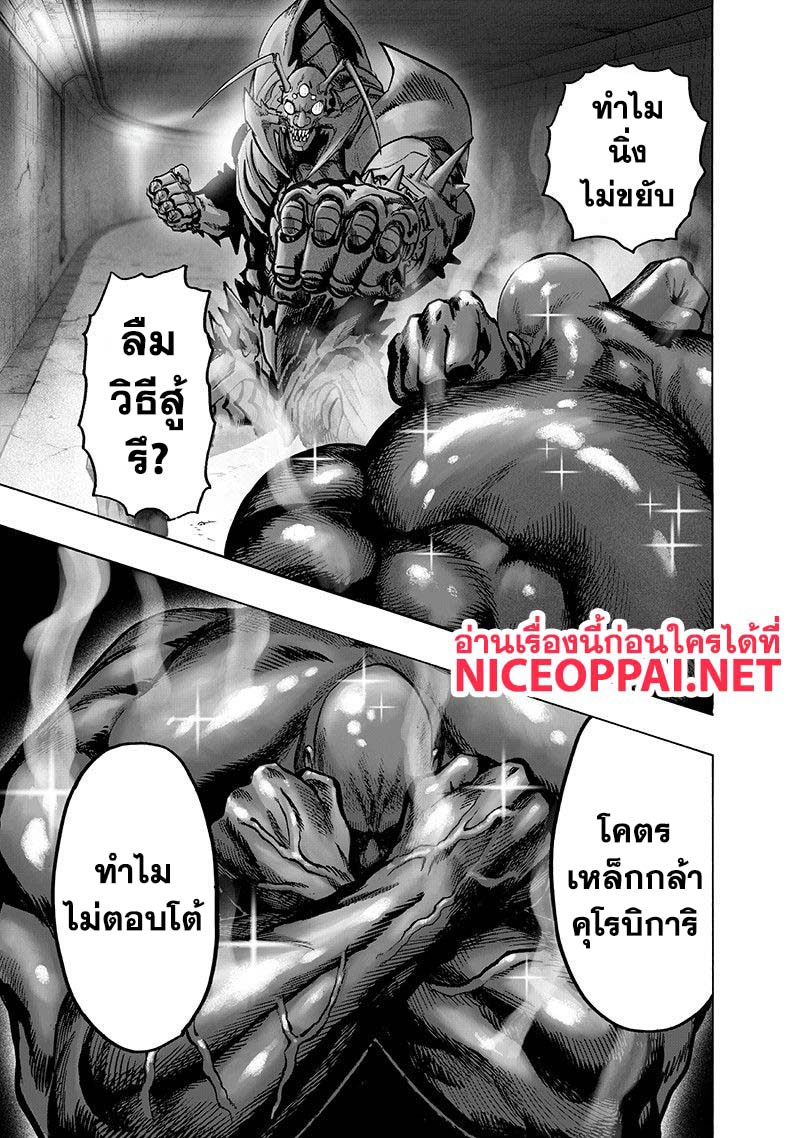 ทำไม
นิ่ง
ไม่ขยับ
ลืม
วิธีสู้
รึ?
อ่านเรื่องนี้ก่อนใครได้ที่
NICEOPPAI.NET
โคตร
เหล็กกล้า
คุโรบิการิ
ทำไม
ไม่ตอบโต้